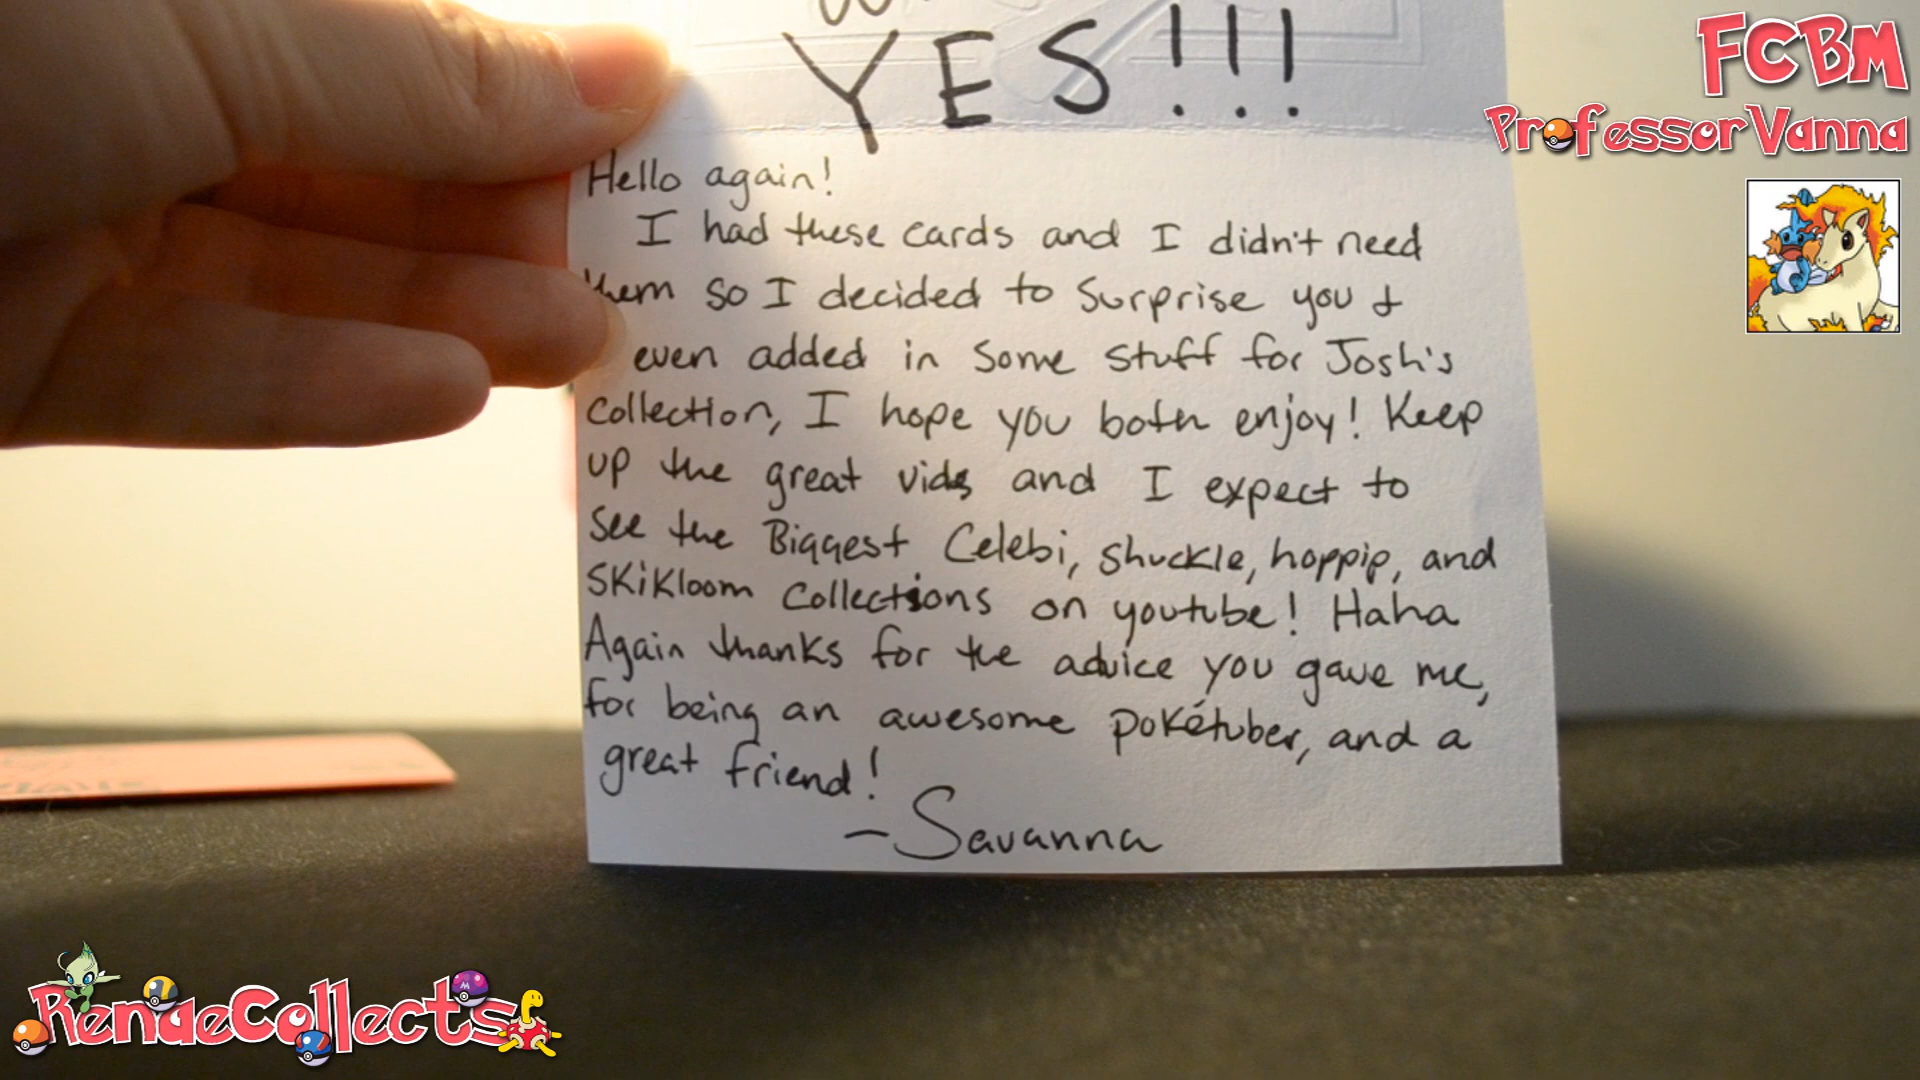 YES!!!
FCBM
Professor Vanna
Hello again!
I had these cards and I didn't need
them so I decided to surprise you &
even added in some stuff for Josh's
collection, I hope you both enjoy! Keep
up the great vids and I expect to
see the Biggest Celebi, shuckle, hoppip, and
SKiKloom collections on youtube! Haha
Again thanks for the advice you gave me,
for being an awesome pokétuber, and a
great friend!
- Savanna
RenaeCollects